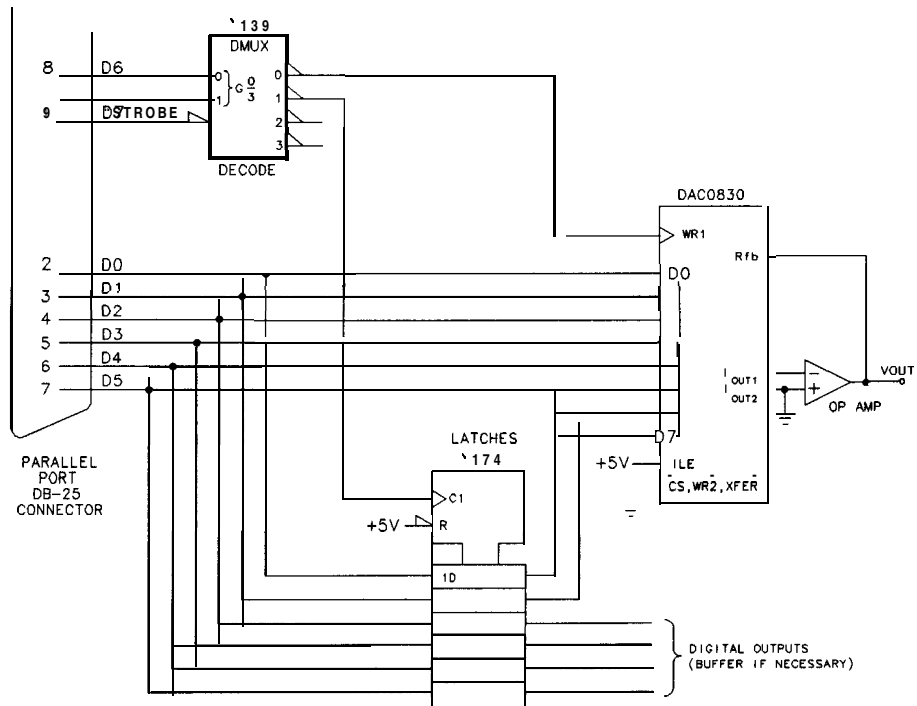 `139
DMUX
8 D6
0
1
G 0/3
0
1
2
3
9 STROBE
DECODE
DAC0830
WR1
Rfb
2 D0
D0
3 D1
4 D2
5 D3
6 D4
7 D5
I OUT1
I OUT2
-
+
VOUT
OP AMP
D7
+5V ILE
CS, WR2, XFER
PARALLEL
PORT
DB-25
CONNECTOR
LATCHES
`174
C1
+5V R
1D
DIGITAL OUTPUTS
(BUFFER IF NECESSARY)